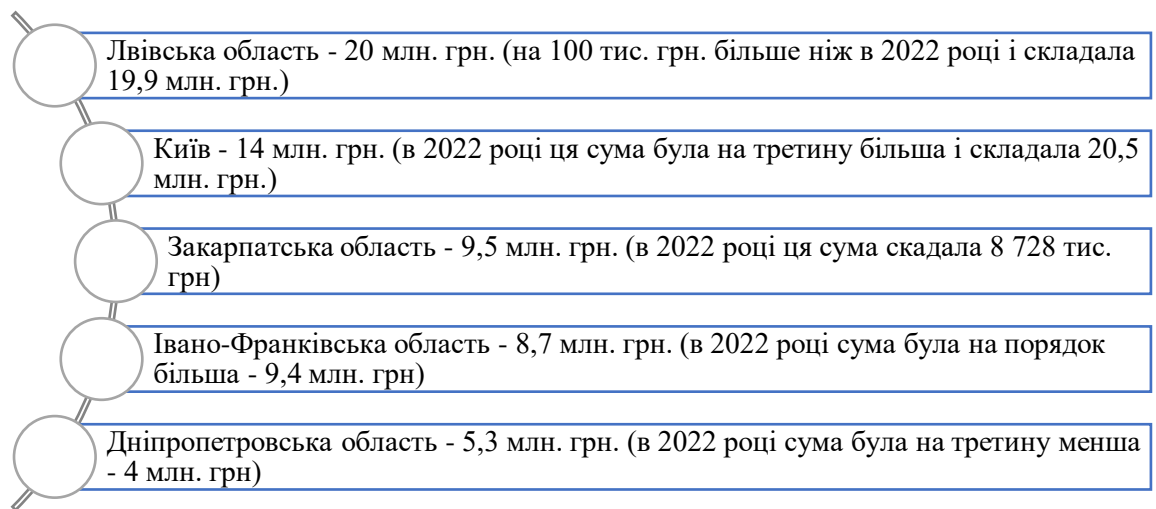 Лвівська область - 20 млн. грн. (на 100 тис. грн. більше ніж в 2022 році і складала
19,9 млн. грн.)
Київ - 14 млн. грн. (в 2022 році ця сума була на третину більша і складала 20,5
млн. грн.)
Закарпатська область - 9,5 млн. грн. (в 2022 році ця сума скадала 8 728 тис.
грн)
Івано-Франківська область - 8,7 млн. грн. (в 2022 році сума була на порядок
більша - 9,4 млн. грн)
Дніпропетровська область - 5,3 млн. грн. (в 2022 році сума була на третину менша
- 4 млн. грн)